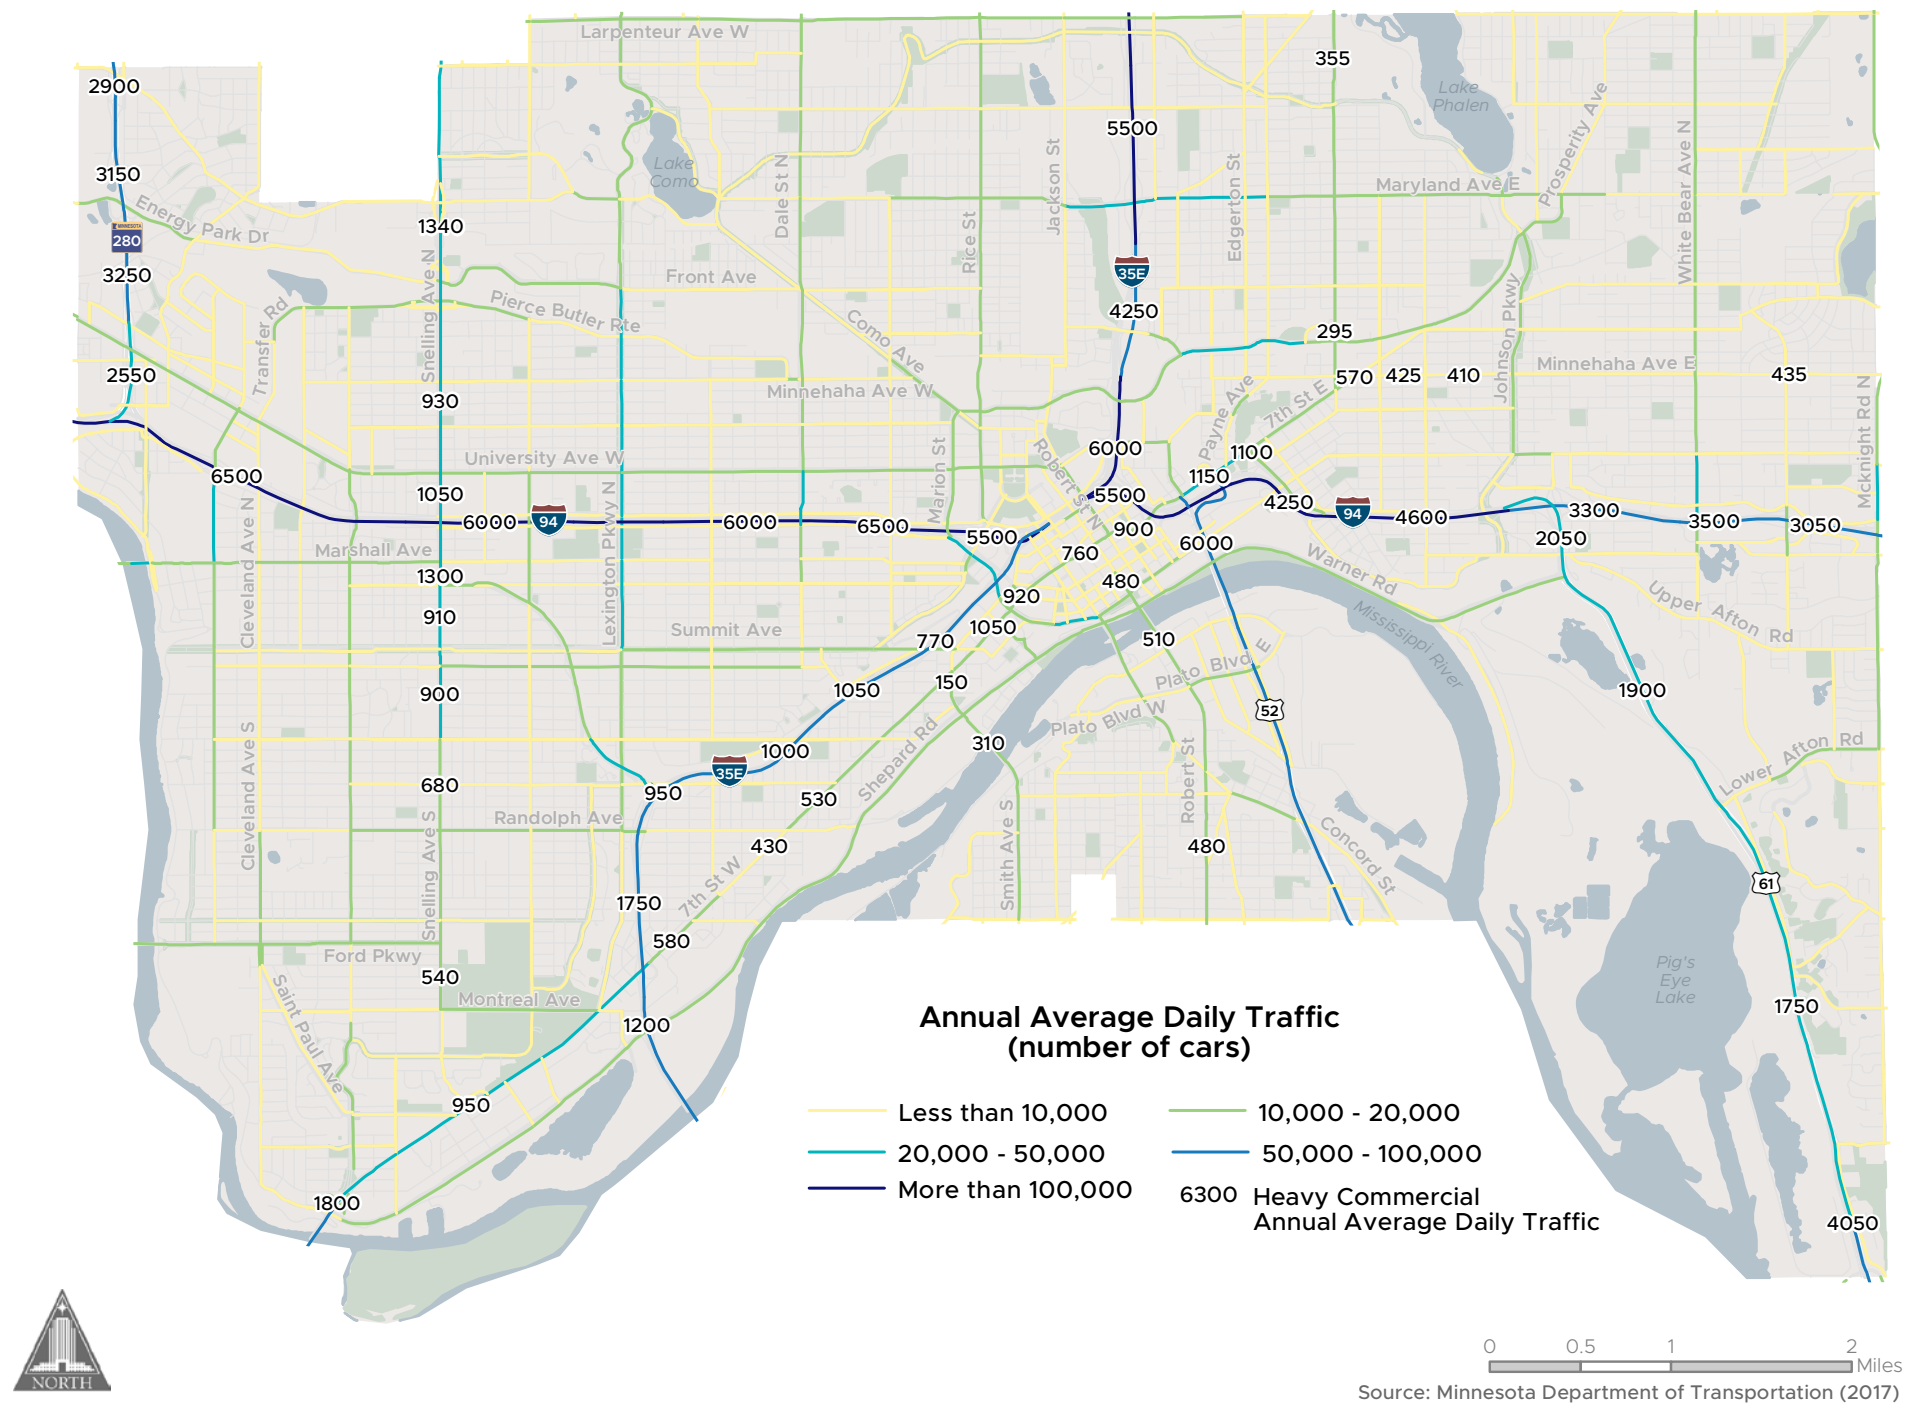 Larpenteur Ave W
355
2900
Lake
Phalen
5500
Prosperity Ave
3150
Lake
Como
Dale St N
Jackson St
Edgerton St
Maryland Ave E
White Bear Ave N
Energy Park Dr
1340
MINNESOTA
280
Rice St
3250
Snelling Ave N
Front Ave
35E
Transfer Rd
Pierce Butler Rte
4250
Como Ave
295
Johnson Pkwy
2550
Minnehaha Ave W
570
425
410
Minnehaha Ave E
435
930
Payne Ave
7th St E
Mcknight Rd N
University Ave W
Marion St
Robert St N
6000
1100
6500
1150
1050
6000
94
6000
6500
5500
5500
900
4250
94
4600
3300
3500
3050
Cleveland Ave N
Lexington Pkwy N
Marshall Ave
760
6000
2050
Warner Rd
1300
480
920
Upper Afton Rd
910
1050
Summit Ave
770
510
Mississippi River
Plato Blvd E
900
150
1050
1900
52
Plato Blvd W
310
Cleveland Ave S
1000
35E
Shepard Rd
Robert St
Lower Afton Rd
680
950
530
Randolph Ave
Snelling Ave S
430
Smith Ave S
480
Concord St
61
7th St W
1750
580
Ford Pkwy
540
Saint Paul Ave
Montreal Ave
Pig's
Eye
Lake
1200
1750
950
1800
4050
Annual Average Daily Traffic
(number of cars)
Less than 10,000
10,000 - 20,000
20,000 - 50,000
50,000 - 100,000
More than 100,000
6300 Heavy Commercial
Annual Average Daily Traffic
NORTH
0 0.5 1 2
Miles
Source: Minnesota Department of Transportation (2017)